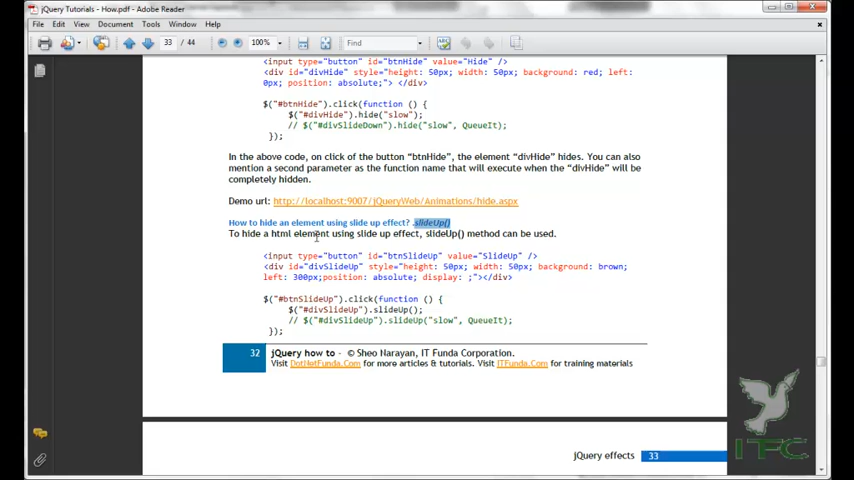 jQuery Tutorials - How.pdf - Adobe Reader
File Edit View Document Tools Window Help
33 / 44 100% Find
<input type="button" id="btnHide" value="Hide" />
<div id="divHide" style="height: 50px; width: 50px; background: red; left:
0px; position: absolute;"> </div>
$("#btnHide").click(function () {
$("#divHide").hide("slow");
// $("#divSlideDown").hide("slow", QueueIt);
});
In the above code, on click of the button “btnHide”, the element “divHide” hides. You can also
mention a second parameter as the function name that will execute when the “divHide” will be
completely hidden.
Demo url: http://localhost:9007/jQueryWeb/Animations/hide.aspx
How to hide an element using slide up effect? .slideUp()
To hide a html element using slide up effect, slideUp() method can be used.
<input type="button" id="btnSlideUp" value="SlideUp" />
<div id="divSlideUp" style="height: 50px; width: 50px; background: brown;
left: 300px;position: absolute; display: ;"></div>
$("#btnSlideUp").click(function () {
$("#divSlideUp").slideUp();
// $("#divSlideUp").slideUp("slow", QueueIt);
});
32 jQuery how to - © Sheo Narayan, IT Funda Corporation.
Visit DotNetFunda.Com for more articles & tutorials. Visit ITFunda.Com for training materials
jQuery effects 33
ITFC